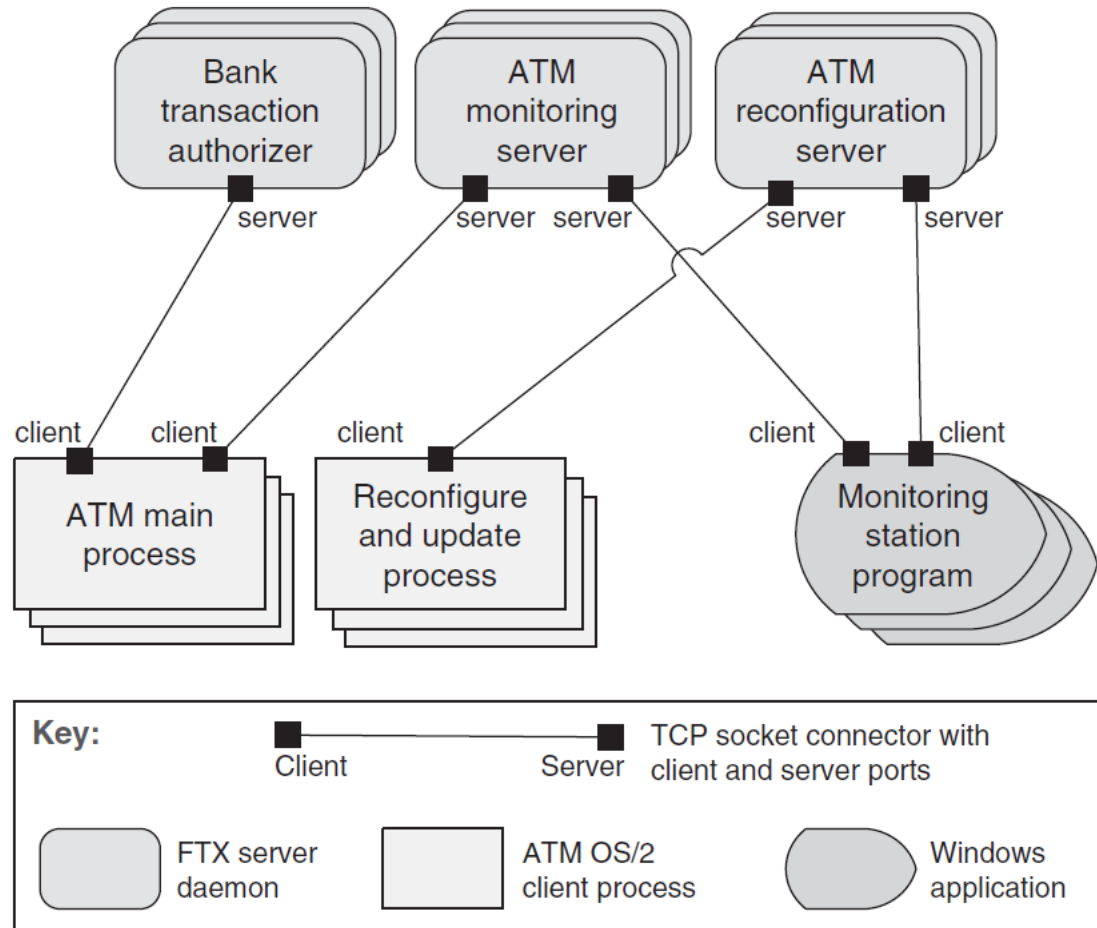 Bank
transaction
authorizer
ATM
monitoring
server
ATM
reconfiguration
server
server
server
server
server
server
client
client
client
client
client
ATM main
process
Reconfigure
and update
process
Monitoring
station
program
Key:
Client
Server
TCP socket connector with
client and server ports
FTX server
daemon
ATM OS/2
client process
Windows
application